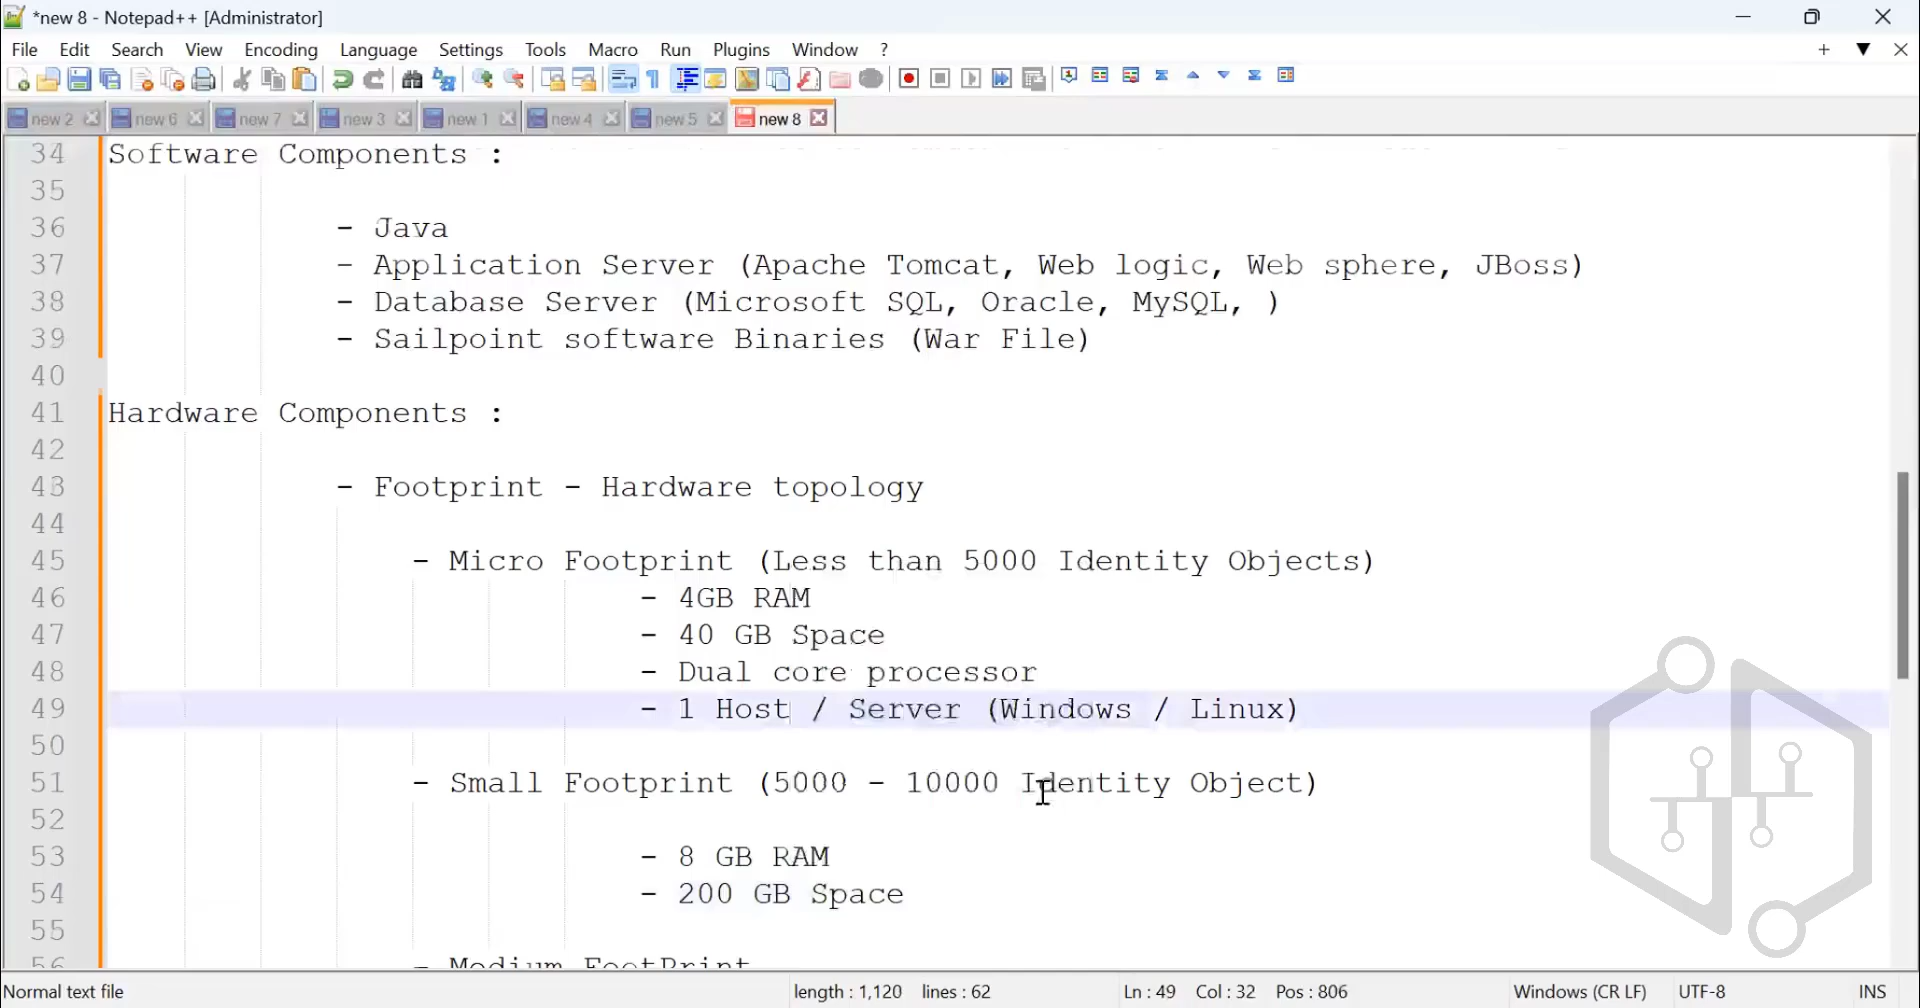 *new 8 - Notepad++ [Administrator]
File Edit Search View Encoding Language Settings Tools Macro Run Plugins Window ?
new 2 new 6 new 7 new 3 new 1 new 4 new 5 new 8
34 Software Components :
35
36 - Java
37 - Application Server (Apache Tomcat, Web logic, Web sphere, JBoss)
38 - Database Server (Microsoft SQL, Oracle, MySQL, )
39 - Sailpoint software Binaries (War File)
40
41 Hardware Components :
42
43 - Footprint - Hardware topology
44
45 - Micro Footprint (Less than 5000 Identity Objects)
46 - 4GB RAM
47 - 40 GB Space
48 - Dual core processor
49 - 1 Host / Server (Windows / Linux)
50
51 - Small Footprint (5000 - 10000 Identity Object)
52
53 - 8 GB RAM
54 - 200 GB Space
55
56 - Medium FootPrint
Normal text file length : 1,120 lines : 62 Ln : 49 Col : 32 Pos : 806 Windows (CR LF) UTF-8 INS